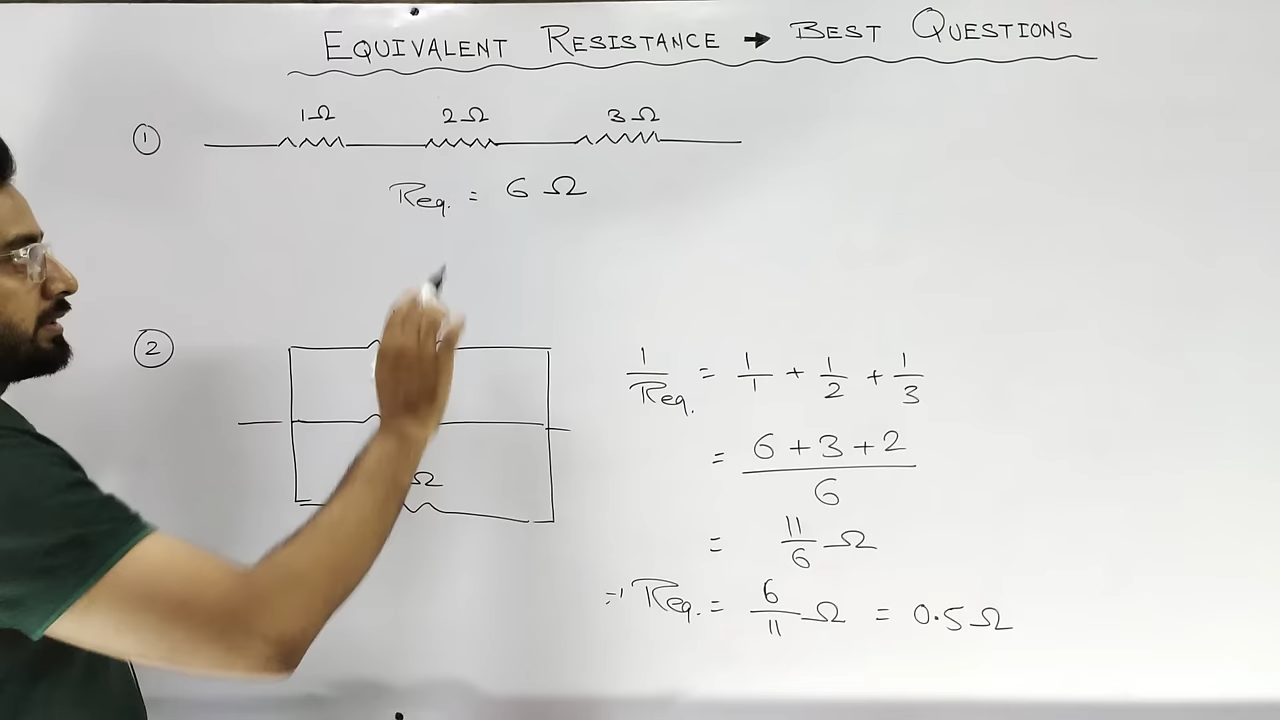 EQUIVALENT RESISTANCE → BEST QUESTIONS
① 1Ω 2Ω 3Ω
Req. = 6 Ω
②
Ω
1/Req. = 1/1 + 1/2 + 1/3
= (6+3+2)/6
= 11/6 Ω
⇒ Req. = 6/11 Ω = 0.5 Ω